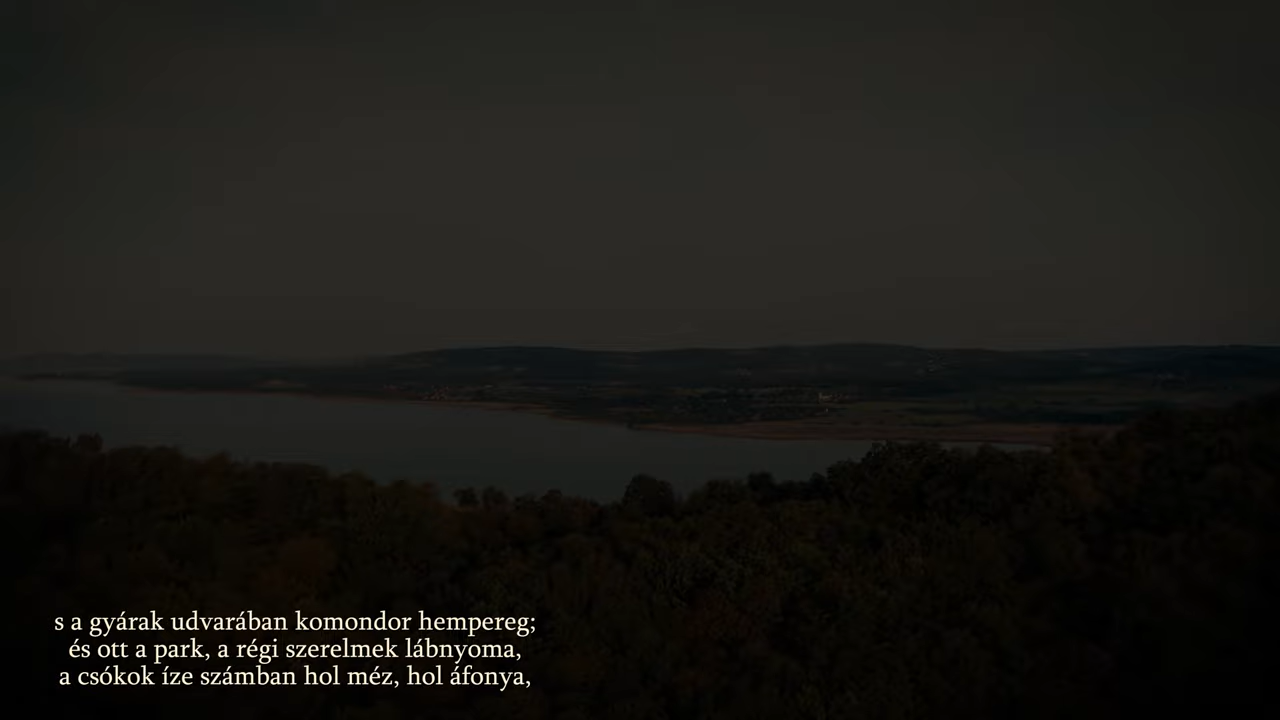 s a gyárak udvarában komondor hempereg;
és ott a park, a régi szerelmek lábnyoma,
a csókok íze számban hol méz, hol áfonya,